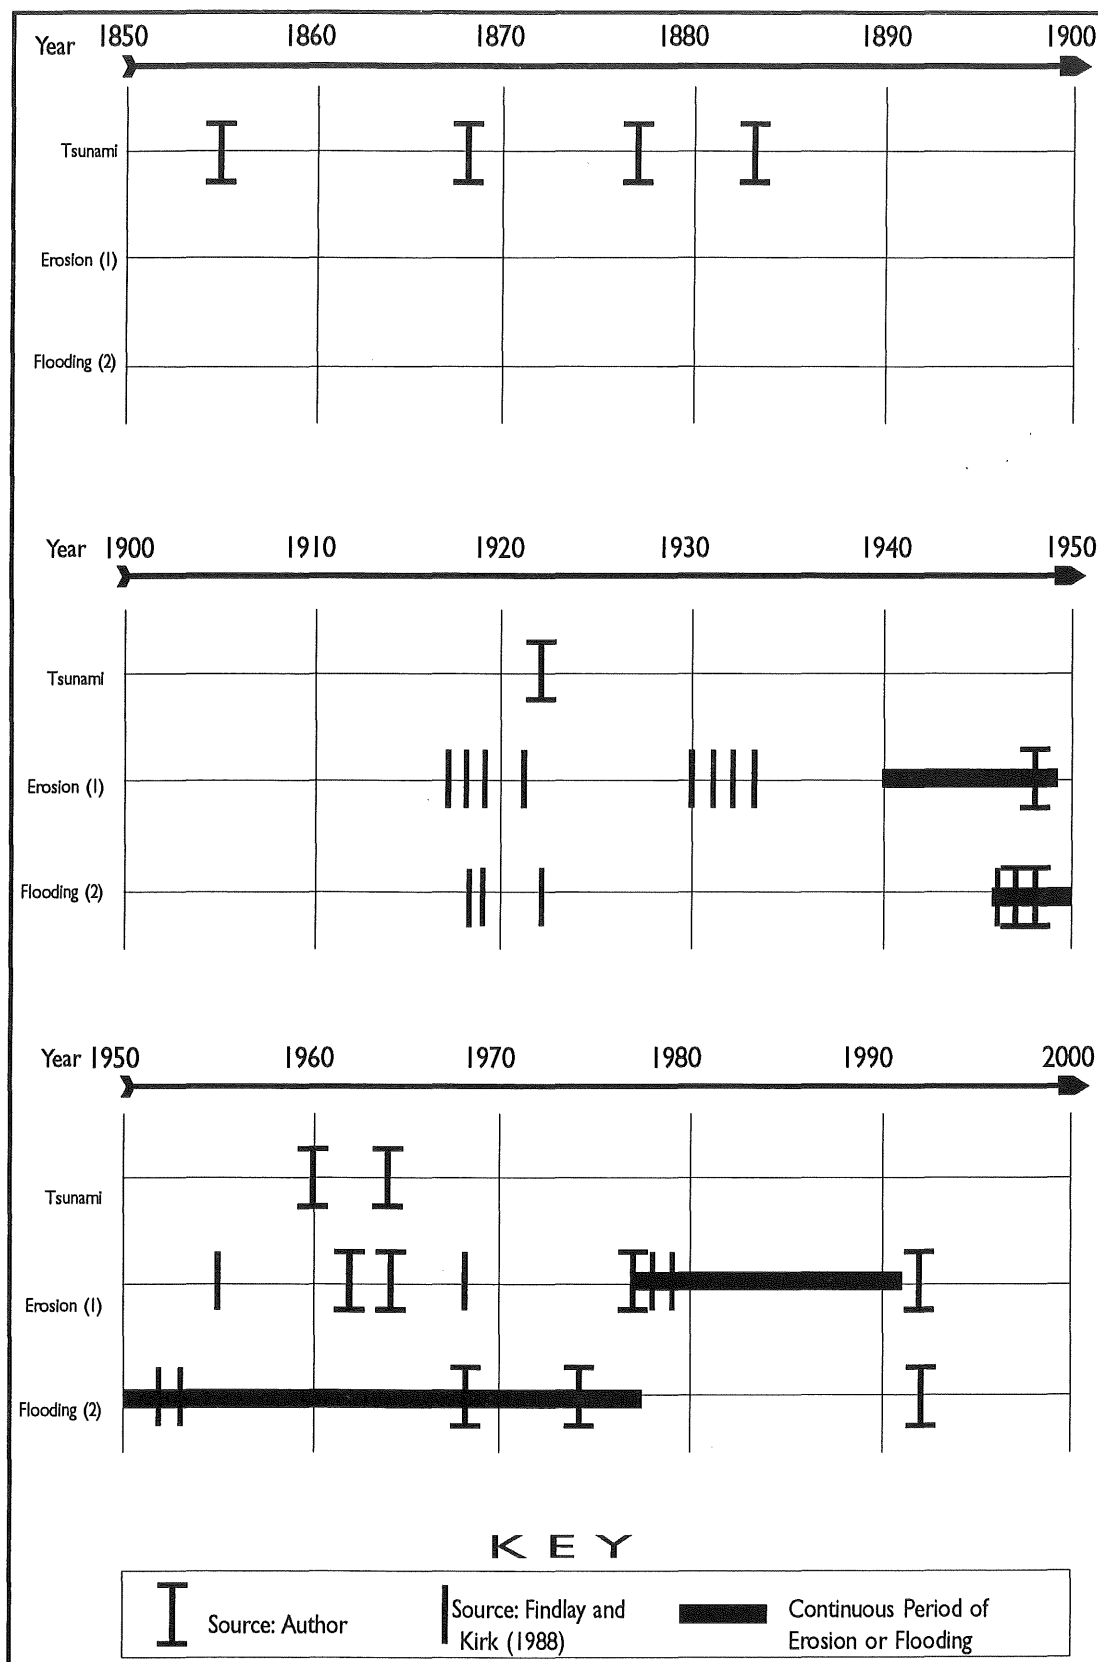 Year 1850 1860 1870 1880 1890 1900
Tsunami
Erosion (1)
Flooding (2)
Year 1900 1910 1920 1930 1940 1950
Tsunami
Erosion (1)
Flooding (2)
Year 1950 1960 1970 1980 1990 2000
Tsunami
Erosion (1)
Flooding (2)
KEY
Source: Author
Source: Findlay and
Kirk (1988)
Continuous Period of
Erosion or Flooding